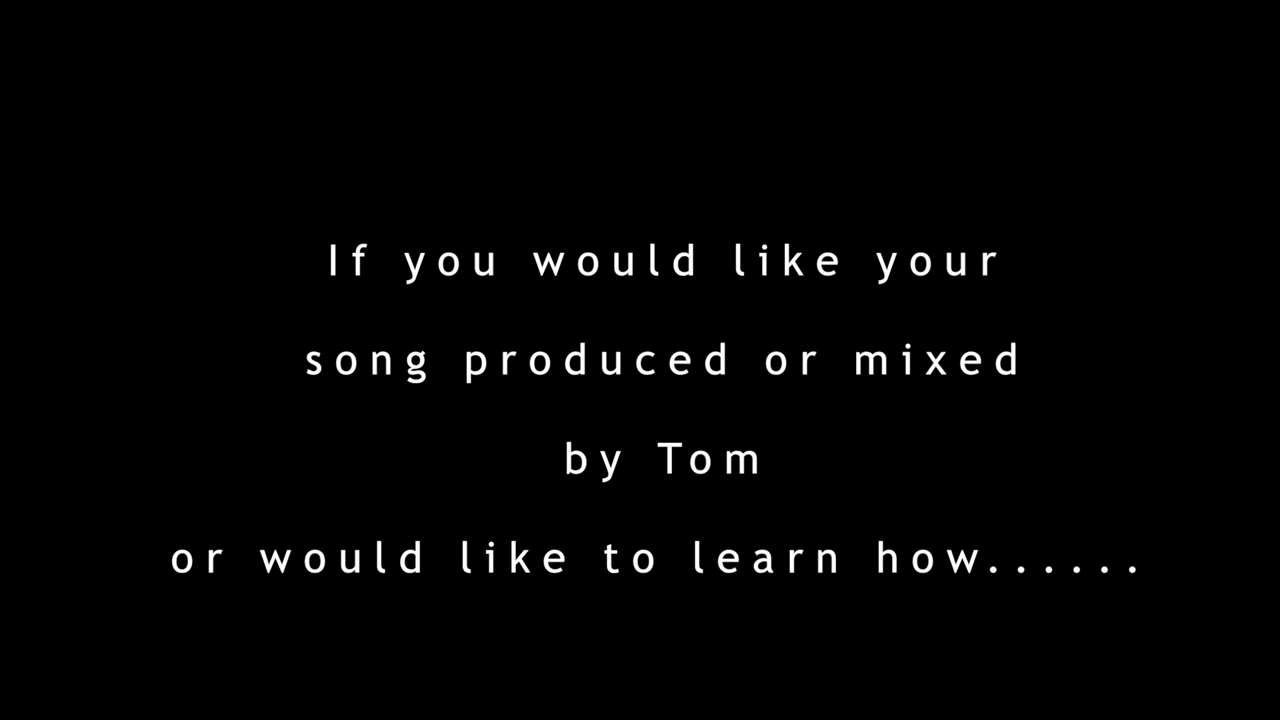 If you would like your
song produced or mixed
by Tom
or would like to learn how......